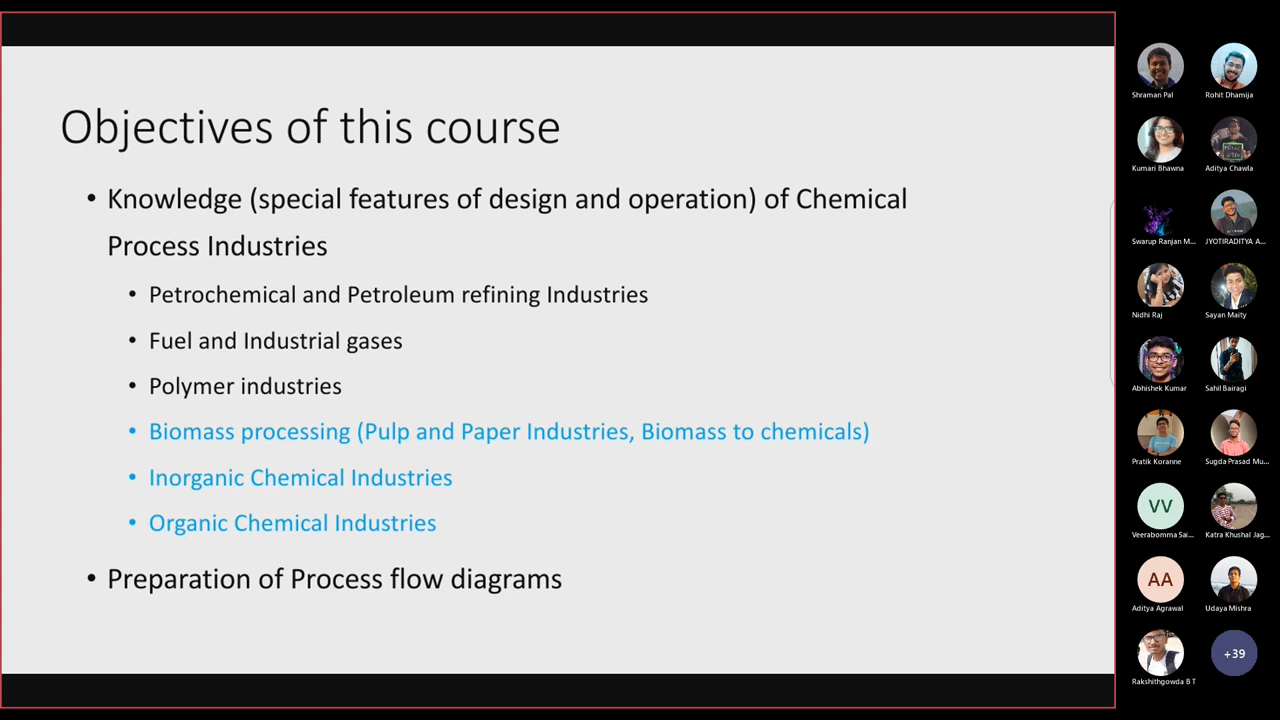 Objectives of this course
• Knowledge (special features of design and operation) of Chemical
Process Industries
• Petrochemical and Petroleum refining Industries
• Fuel and Industrial gases
• Polymer industries
• Biomass processing (Pulp and Paper Industries, Biomass to chemicals)
• Inorganic Chemical Industries
• Organic Chemical Industries
• Preparation of Process flow diagrams
Shraman Pal
Rohit Dhamija
Kumari Bhawna
Aditya Chawla
Swarup Ranjan M...
JYOTIRADITYA A...
Nidhi Raj
Sayan Maity
Abhishek Kumar
Sahil Bairagi
Pratik Koranne
Sugda Prasad Mu...
VV
Veerabomma Sai...
Katra Khushal Jag...
AA
Aditya Agrawal
Udaya Mishra
Rakshithgowda B T
+39